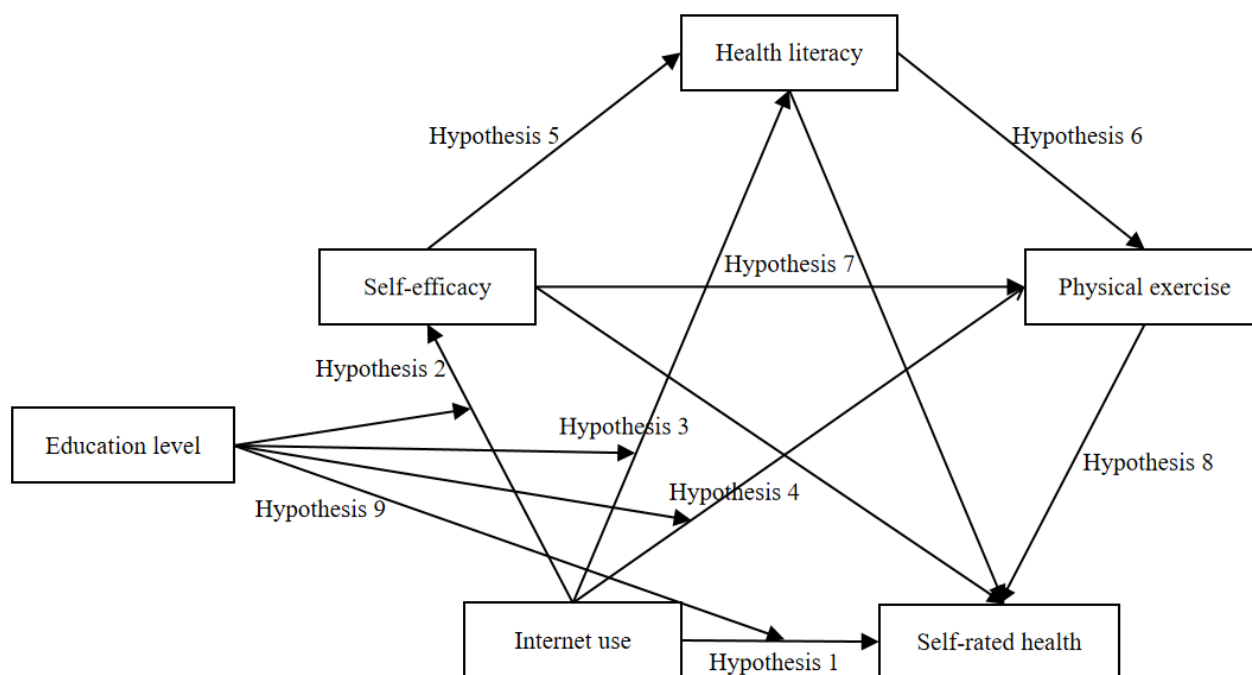 Health literacy
Hypothesis 5
Hypothesis 6
Hypothesis 7
Self-efficacy
Physical exercise
Hypothesis 2
Hypothesis 3
Education level
Hypothesis 8
Hypothesis 4
Hypothesis 9
Internet use
Self-rated health
Hypothesis 1